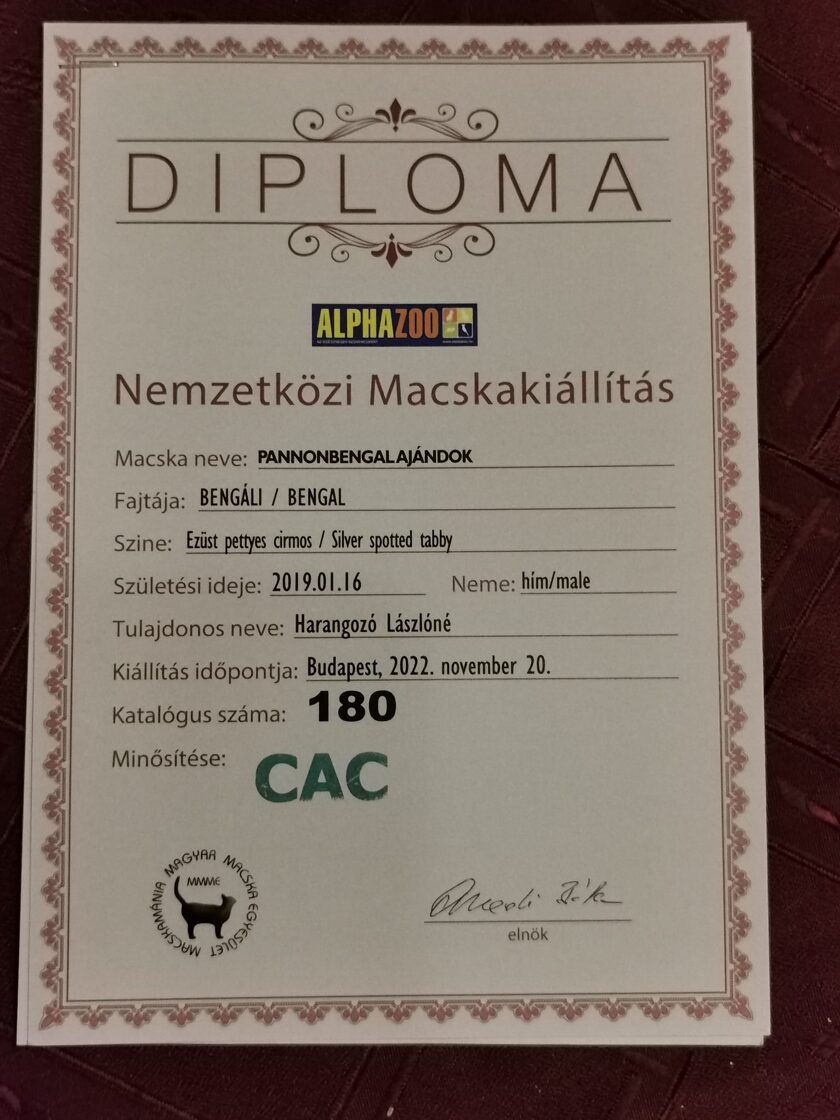 DIPLOMA
ALPHAZOO
Nemzetközi Macskakiállítás
Macska neve: PANNONBENGAL AJÁNDOK
Fajtája: BENGÁLI / BENGAL
Szine: Ezüst pettyes cirmos / Silver spotted tabby
Születési ideje: 2019.01.16 Neme: hím/male
Tulajdonos neve: Harangozó Lászlóné
Kiállítás időpontja: Budapest, 2022. november 20.
Katalógus száma: 180
Minősítése: CAC
MACSKAMÁNIA MAGYAR MACSKA EGYESÜLET
MMME
elnök